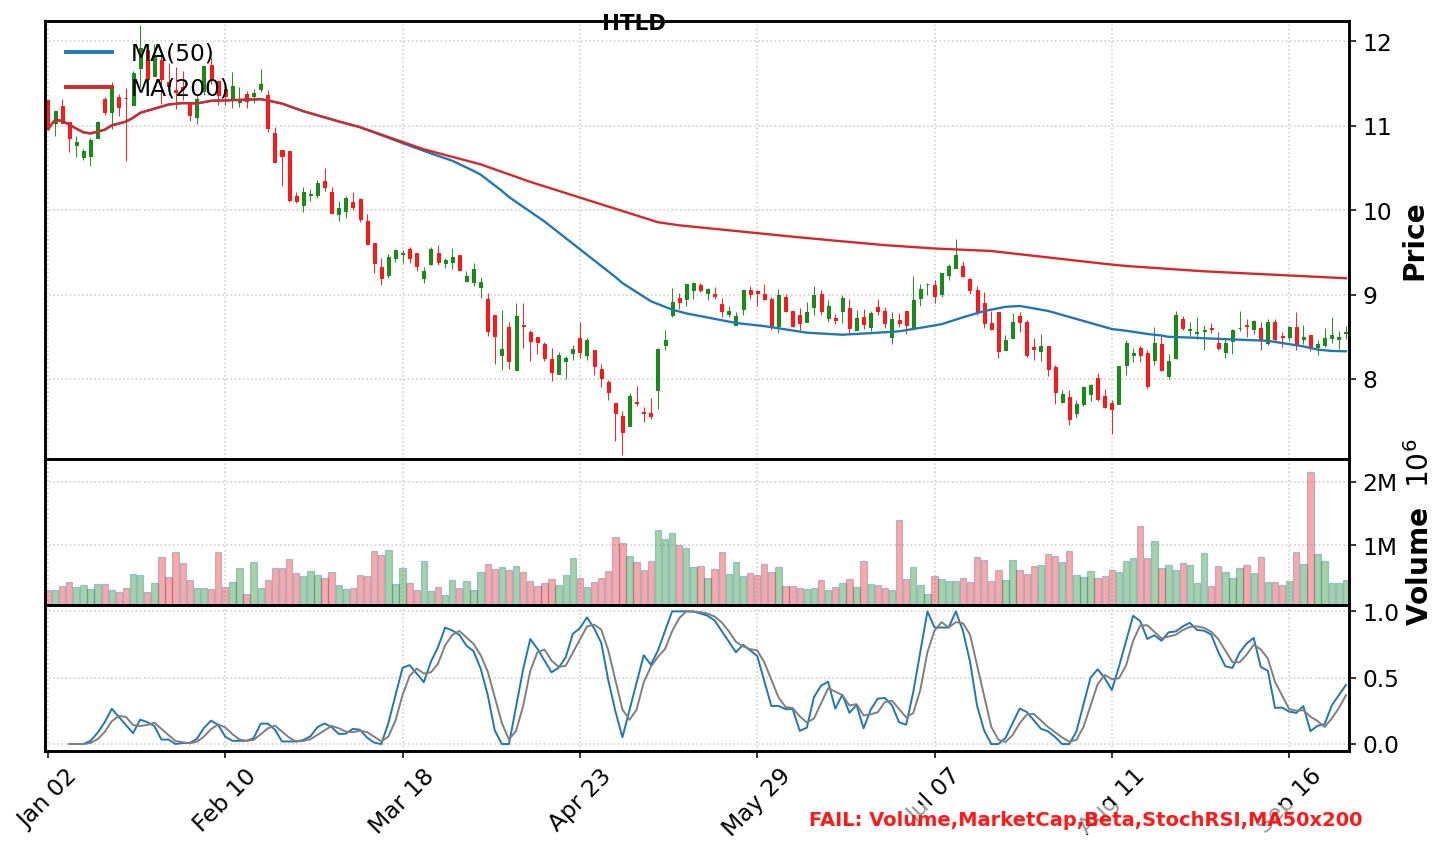 HTLD
MA(50)
MA(200)
12
11
10
9
8
Price
2M
1M
Volume 10^6
1.0
0.5
0.0
Jan 02
Feb 10
Mar 18
Apr 23
May 29
Jul 07
Aug 11
Sep 16
FAIL: Volume,MarketCap,Beta,StochRSI,MA50x200